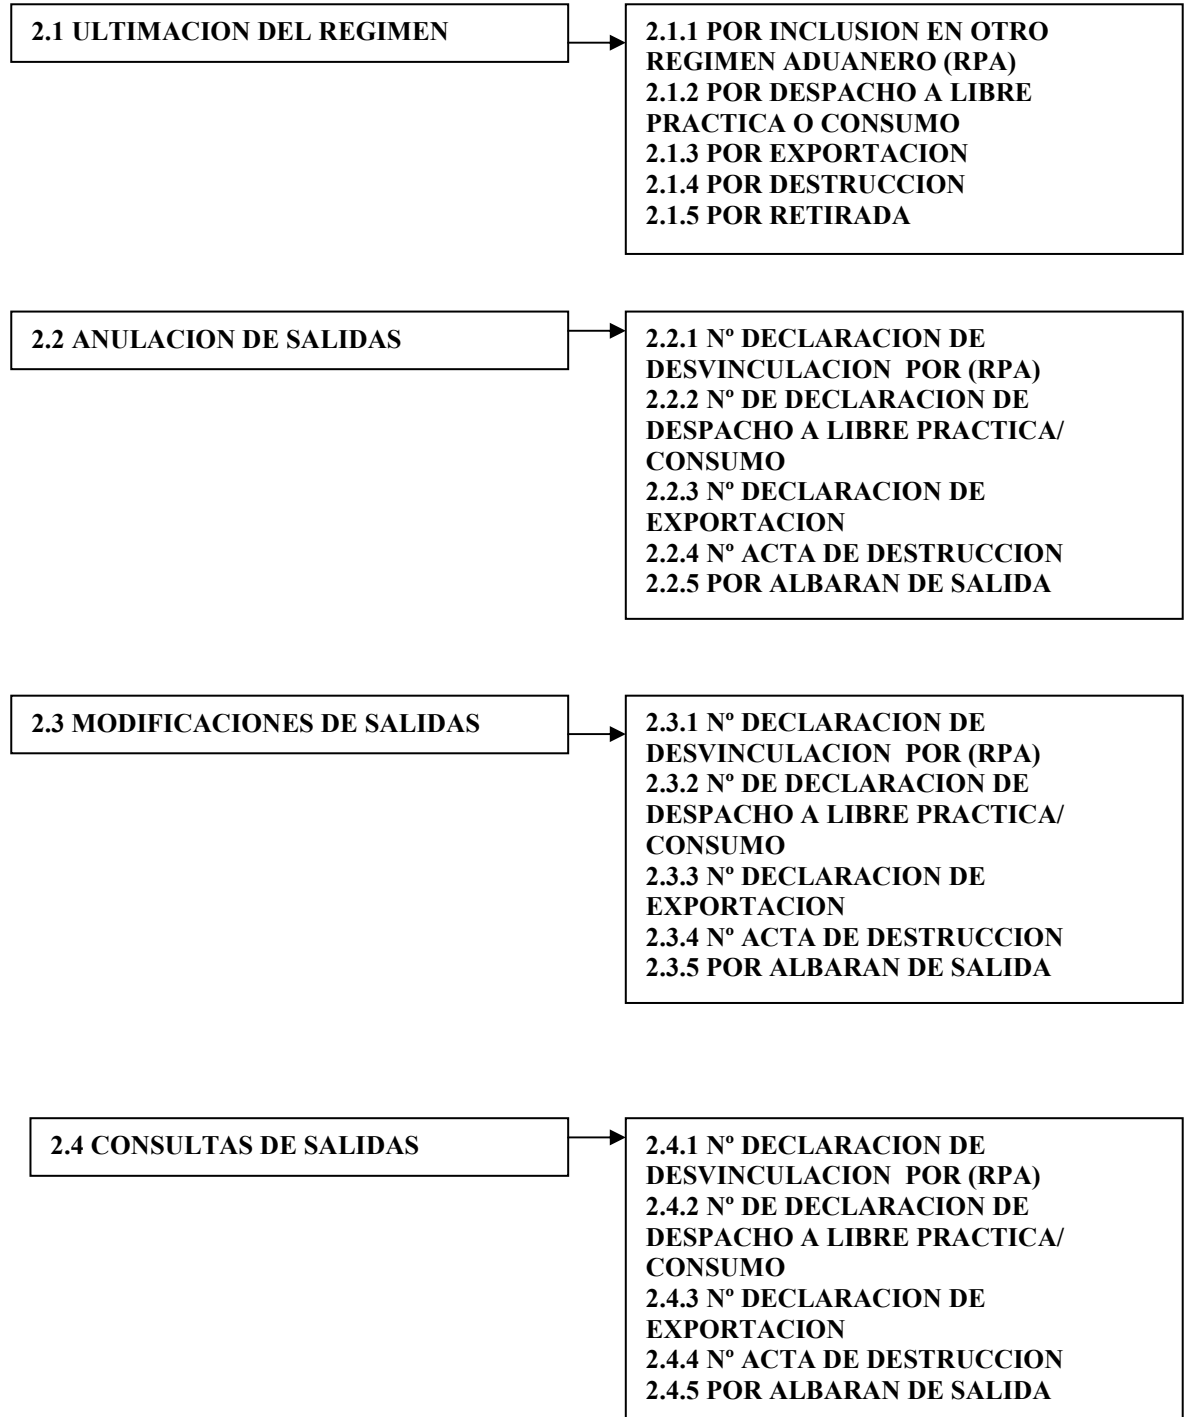 2.1 ULTIMACION DEL REGIMEN
2.1.1 POR INCLUSION EN OTRO
REGIMEN ADUANERO (RPA)
2.1.2 POR DESPACHO A LIBRE
PRACTICA O CONSUMO
2.1.3 POR EXPORTACION
2.1.4 POR DESTRUCCION
2.1.5 POR RETIRADA
2.2 ANULACION DE SALIDAS
2.2.1 Nº DECLARACION DE
DESVINCULACION POR (RPA)
2.2.2 Nº DE DECLARACION DE
DESPACHO A LIBRE PRACTICA/
CONSUMO
2.2.3 Nº DECLARACION DE
EXPORTACION
2.2.4 Nº ACTA DE DESTRUCCION
2.2.5 POR ALBARAN DE SALIDA
2.3 MODIFICACIONES DE SALIDAS
2.3.1 Nº DECLARACION DE
DESVINCULACION POR (RPA)
2.3.2 Nº DE DECLARACION DE
DESPACHO A LIBRE PRACTICA/
CONSUMO
2.3.3 Nº DECLARACION DE
EXPORTACION
2.3.4 Nº ACTA DE DESTRUCCION
2.3.5 POR ALBARAN DE SALIDA
2.4 CONSULTAS DE SALIDAS
2.4.1 Nº DECLARACION DE
DESVINCULACION POR (RPA)
2.4.2 Nº DE DECLARACION DE
DESPACHO A LIBRE PRACTICA/
CONSUMO
2.4.3 Nº DECLARACION DE
EXPORTACION
2.4.4 Nº ACTA DE DESTRUCCION
2.4.5 POR ALBARAN DE SALIDA